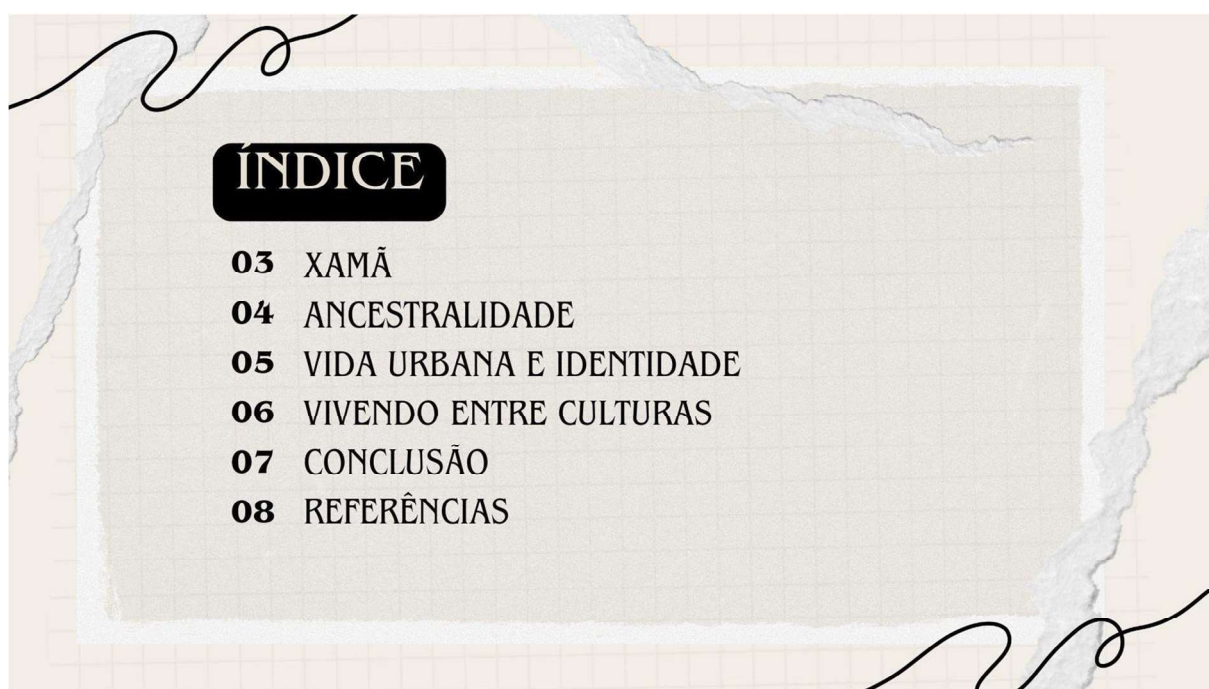 ÍNDICE
03 XAMÃ
04 ANCESTRALIDADE
05 VIDA URBANA E IDENTIDADE
06 VIVENDO ENTRE CULTURAS
07 CONCLUSÃO
08 REFERÊNCIAS